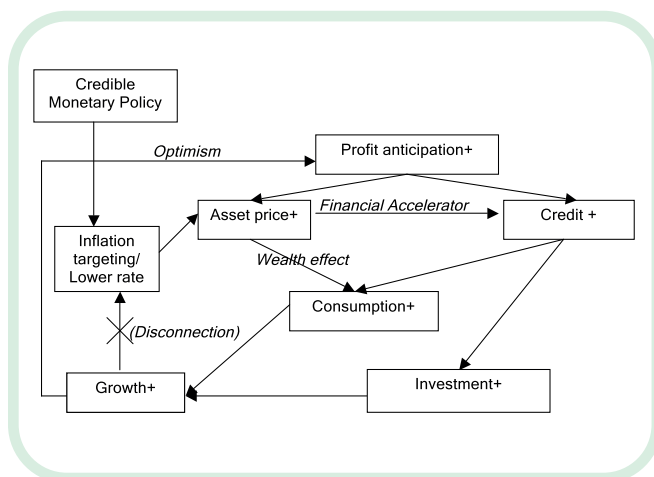 Credible
Monetary Policy
Optimism
Profit anticipation+
Asset price+
Financial Accelerator
Credit +
Inflation
targeting/
Lower rate
Wealth effect
Consumption+
(Disconnection)
Growth+
Investment+